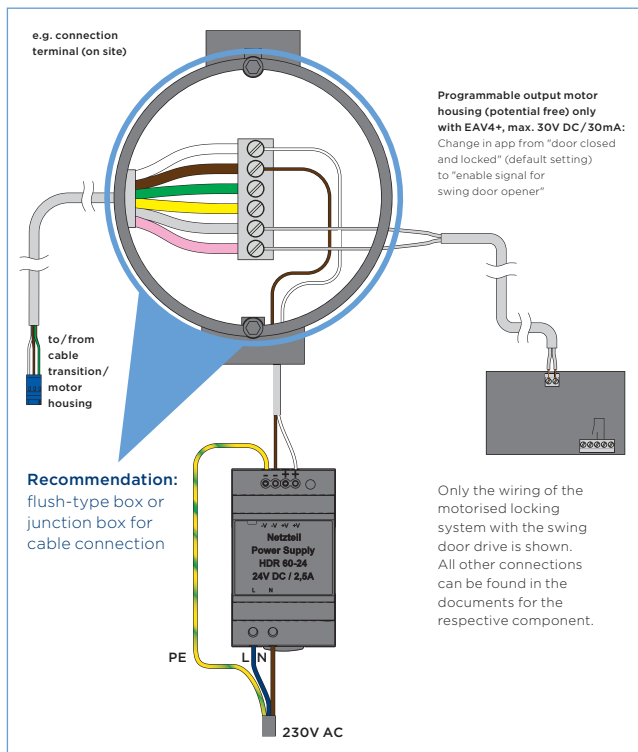 e.g. connection
terminal (on site)
Programmable output motor
housing (potential free) only
with EAV4+, max. 30V DC/30mA:
Change in app from "door closed
and locked" (default setting)
to "enable signal for
swing door opener"
to/from
cable
transition/
motor
housing
Recommendation:
flush-type box or
junction box for
cable connection
- - + +
-V -V +V +V
Netzteil
Power Supply
HDR 60-24
24V DC / 2,5A
L N
Only the wiring of the
motorised locking
system with the swing
door drive is shown.
All other connections
can be found in the
documents for the
respective component.
PE
L N
230V AC